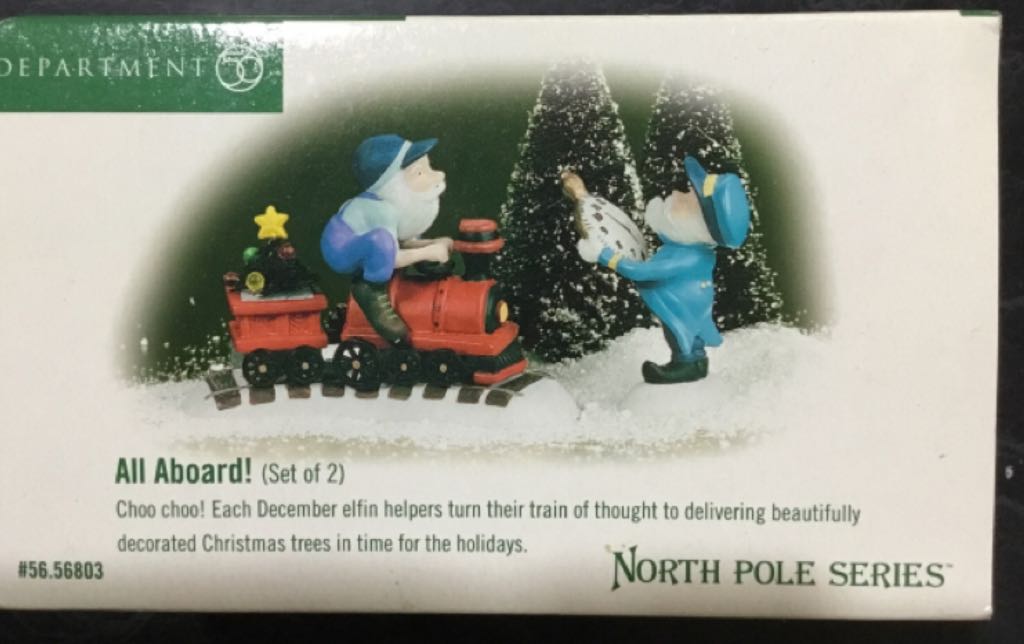 DEPARTMENT 56
All Aboard! (Set of 2)
Choo choo! Each December elfin helpers turn their train of thought to delivering beautifully
decorated Christmas trees in time for the holidays.
#56.56803
NORTH POLE SERIES™